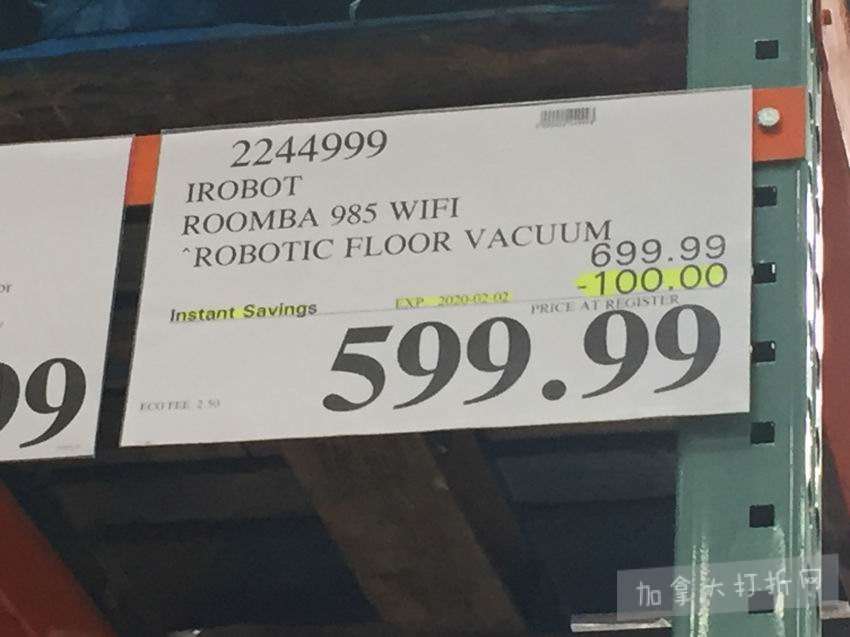 2244999
IROBOT
ROOMBA 985 WIFI
^ROBOTIC FLOOR VACUUM
699.99
-100.00
Instant Savings EXP. 2020-02-02 PRICE AT REGISTER
599.99
ECO FEE 2.50
99
加拿大打折网